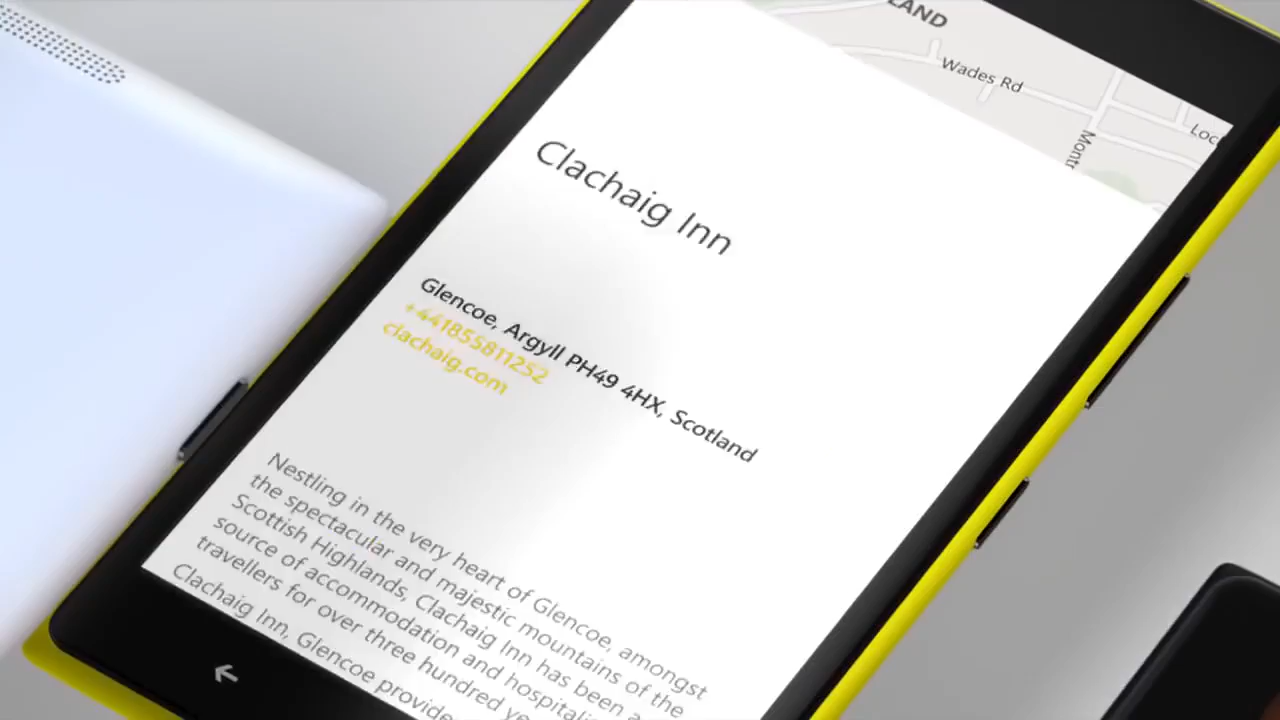 LAND
Wades Rd
Clachaig Inn
Glencoe, Argyll PH49 4HX, Scotland
+441855811252
clachaig.com
Nestling in the very heart of Glencoe, amongst
the spectacular and majestic mountains of the
Scottish Highlands, Clachaig Inn has been a
source of accommodation and
travellers for over three hundred
Clachaig Inn, Glencoe